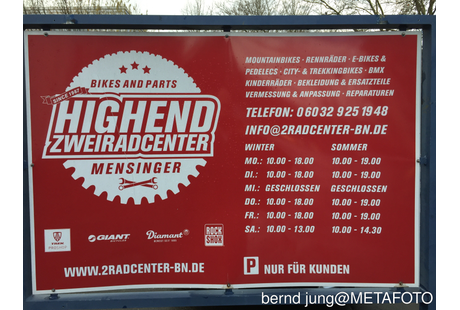 BIKES AND PARTS
SINCE 1987
HIGHEND
ZWEIRADCENTER
MENSINGER
TREK
GIANT
Diamant
ROCK
SHOX
WWW.2RADCENTER-BN.DE
MOUNTAINBIKES · RENNRÄDER · E-BIKES &
PEDELECS · CITY- & TREKKINGBIKES · BMX
KINDERRÄDER · BEKLEIDUNG & ERSATZTEILE
VERMESSUNG & ANPASSUNG · REPARATUREN
TELEFON: 06032 925 1948
INFO@2RADCENTER-BN.DE
WINTER SOMMER
MO.: 10.00 - 18.00 10.00 - 19.00
DI.: 10.00 - 18.00 10.00 - 19.00
MI.: GESCHLOSSEN GESCHLOSSEN
DO.: 10.00 - 18.00 10.00 - 19.00
FR.: 10.00 - 18.00 10.00 - 19.00
SA.: 10.00 - 13.00 10.00 - 14.30
P NUR FÜR KUNDEN
bernd jung@METAFOTO